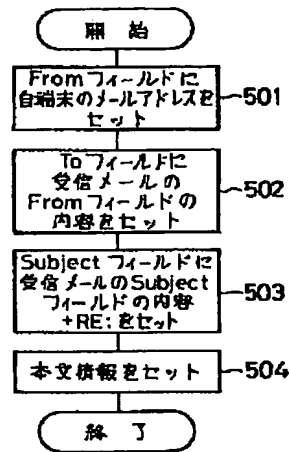 開始
Fromフィールドに
自端末のメールアドレスを
セット
501
Toフィールドに
受信メールの
Fromフィールドの
内容をセット
502
Subjectフィールドに
受信メールのSubject
フィールドの内容
+RE:をセット
503
本文情報をセット
504
終了